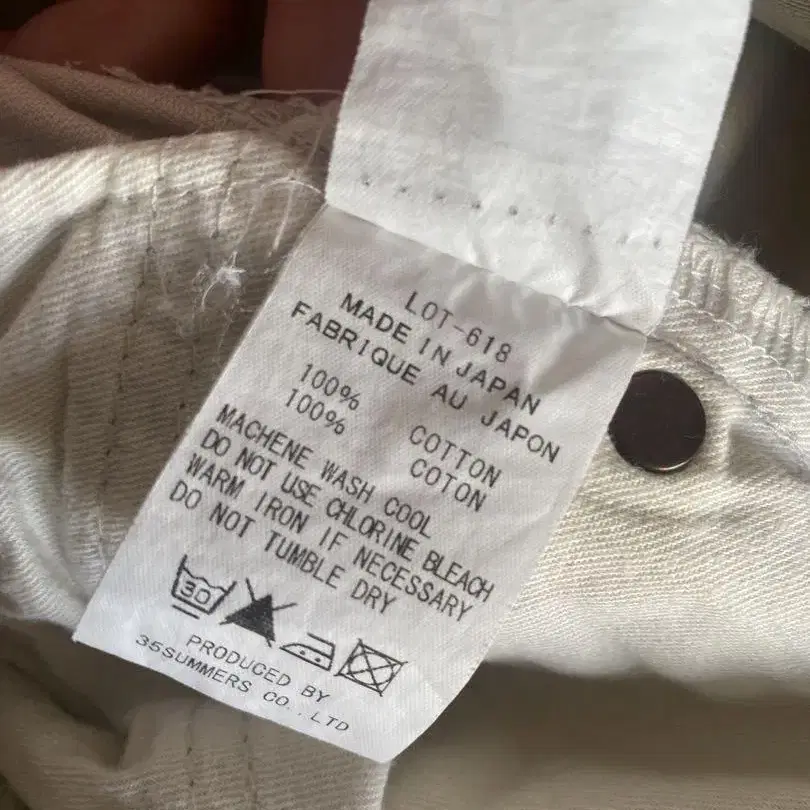 LOT-618
MADE IN JAPAN
FABRIQUE AU JAPON
100% COTTON
100% COTON
MACHENE WASH COOL
DO NOT USE CHLORINE BLEACH
WARM IRON IF NECESSARY
DO NOT TUMBLE DRY
30
PRODUCED BY
35SUMMERS CO.,LTD